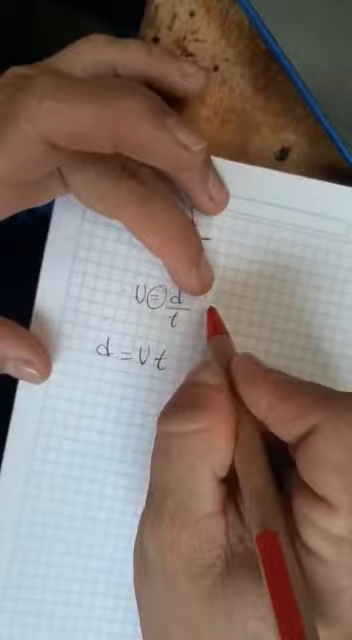 v = d/t
d = v t